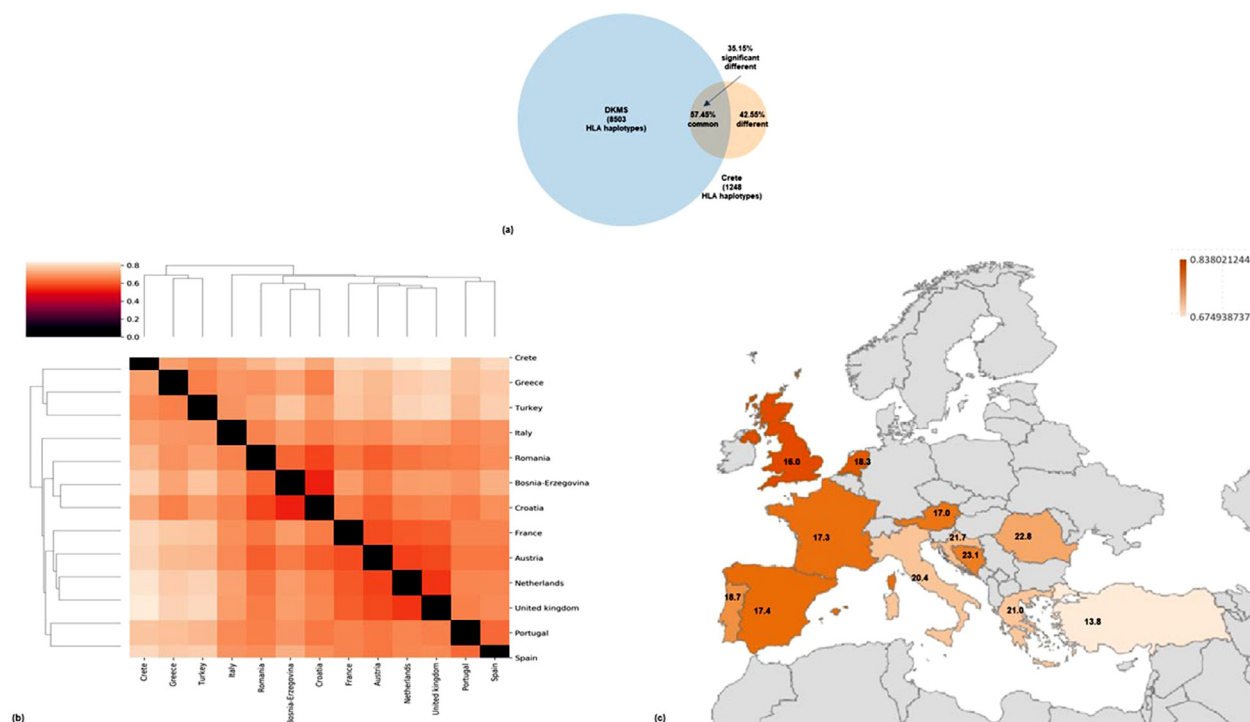 35.15%
significant
different
DKMS
(8503
HLA haplotypes)
57.45%
common
42.55%
different
Crete
(1248
HLA haplotypes)
(a)
0.8
0.6
0.4
0.2
0.0
Crete
Greece
Turkey
Italy
Romania
Bosnia-Erzegovina
Croatia
France
Austria
Netherlands
United kingdom
Portugal
Spain
Crete
Greece
Turkey
Italy
Romania
Bosnia-Erzegovina
Croatia
France
Austria
Netherlands
United kingdom
Portugal
Spain
(b)
0.838021244
0.674938737
16.0
18.3
17.0
17.3
21.7
22.8
23.1
20.4
18.7
17.4
21.0
13.8
(c)